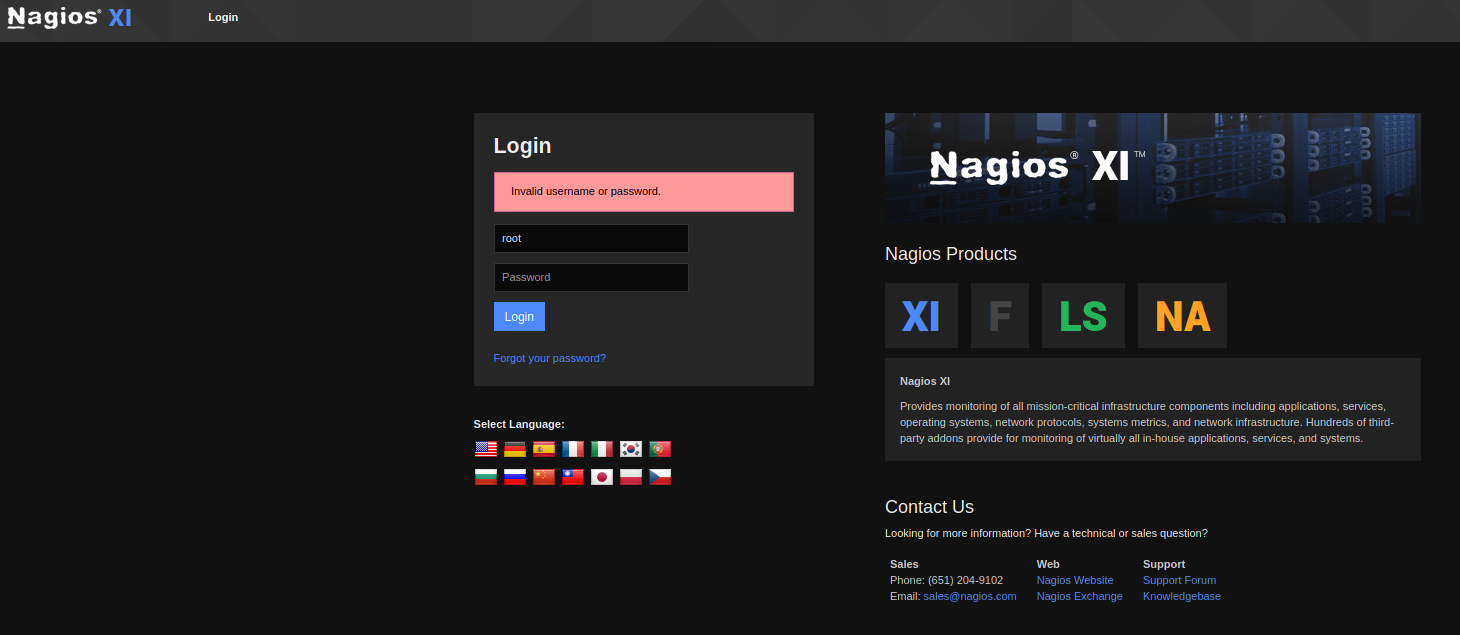 Nagios® XI
Login
Login
Invalid username or password.
root
Password
Login
Forgot your password?
Select Language:
Nagios® XI™
Nagios Products
XI F LS NA
Nagios XI
Provides monitoring of all mission-critical infrastructure components including applications, services,
operating systems, network protocols, systems metrics, and network infrastructure. Hundreds of third-
party addons provide for monitoring of virtually all in-house applications, services, and systems.
Contact Us
Looking for more information? Have a technical or sales question?
Sales Web Support
Phone: (651) 204-9102 Nagios Website Support Forum
Email: sales@nagios.com Nagios Exchange Knowledgebase